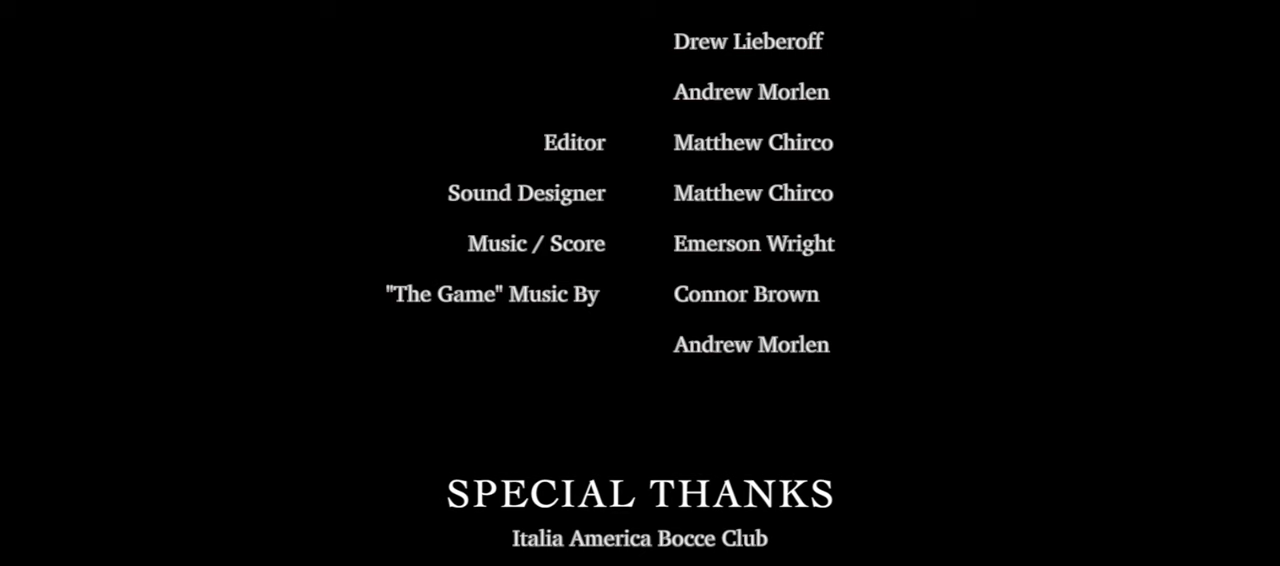 Drew Lieberoff
Andrew Morlen
Editor Matthew Chirco
Sound Designer Matthew Chirco
Music / Score Emerson Wright
"The Game" Music By Connor Brown
Andrew Morlen
SPECIAL THANKS
Italia America Bocce Club